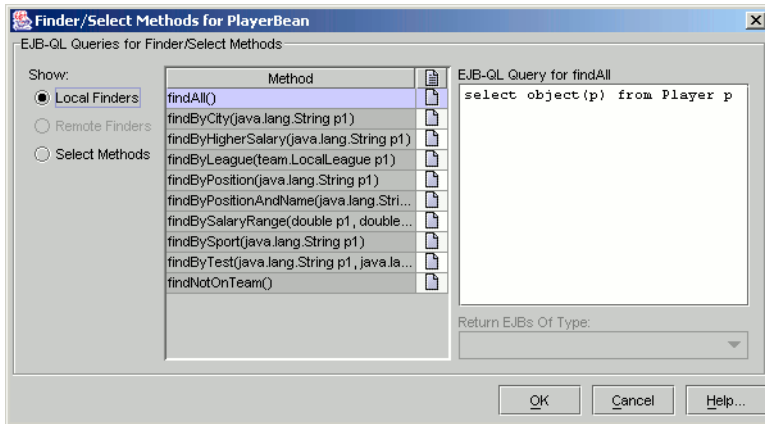 Finder/Select Methods for PlayerBean
EJB-QL Queries for Finder/Select Methods
Show:
Local Finders
Remote Finders
Select Methods
Method
findAll()
findByCity(java.lang.String p1)
findByHigherSalary(java.lang.String p1)
findByLeague(team.LocalLeague p1)
findByPosition(java.lang.String p1)
findByPositionAndName(java.lang.Stri...
findBySalaryRange(double p1, double...
findBySport(java.lang.String p1)
findByTest(java.lang.String p1, java.la...
findNotOnTeam()
EJB-QL Query for findAll
select object(p) from Player p
Return EJBs Of Type:
OK
Cancel
Help...